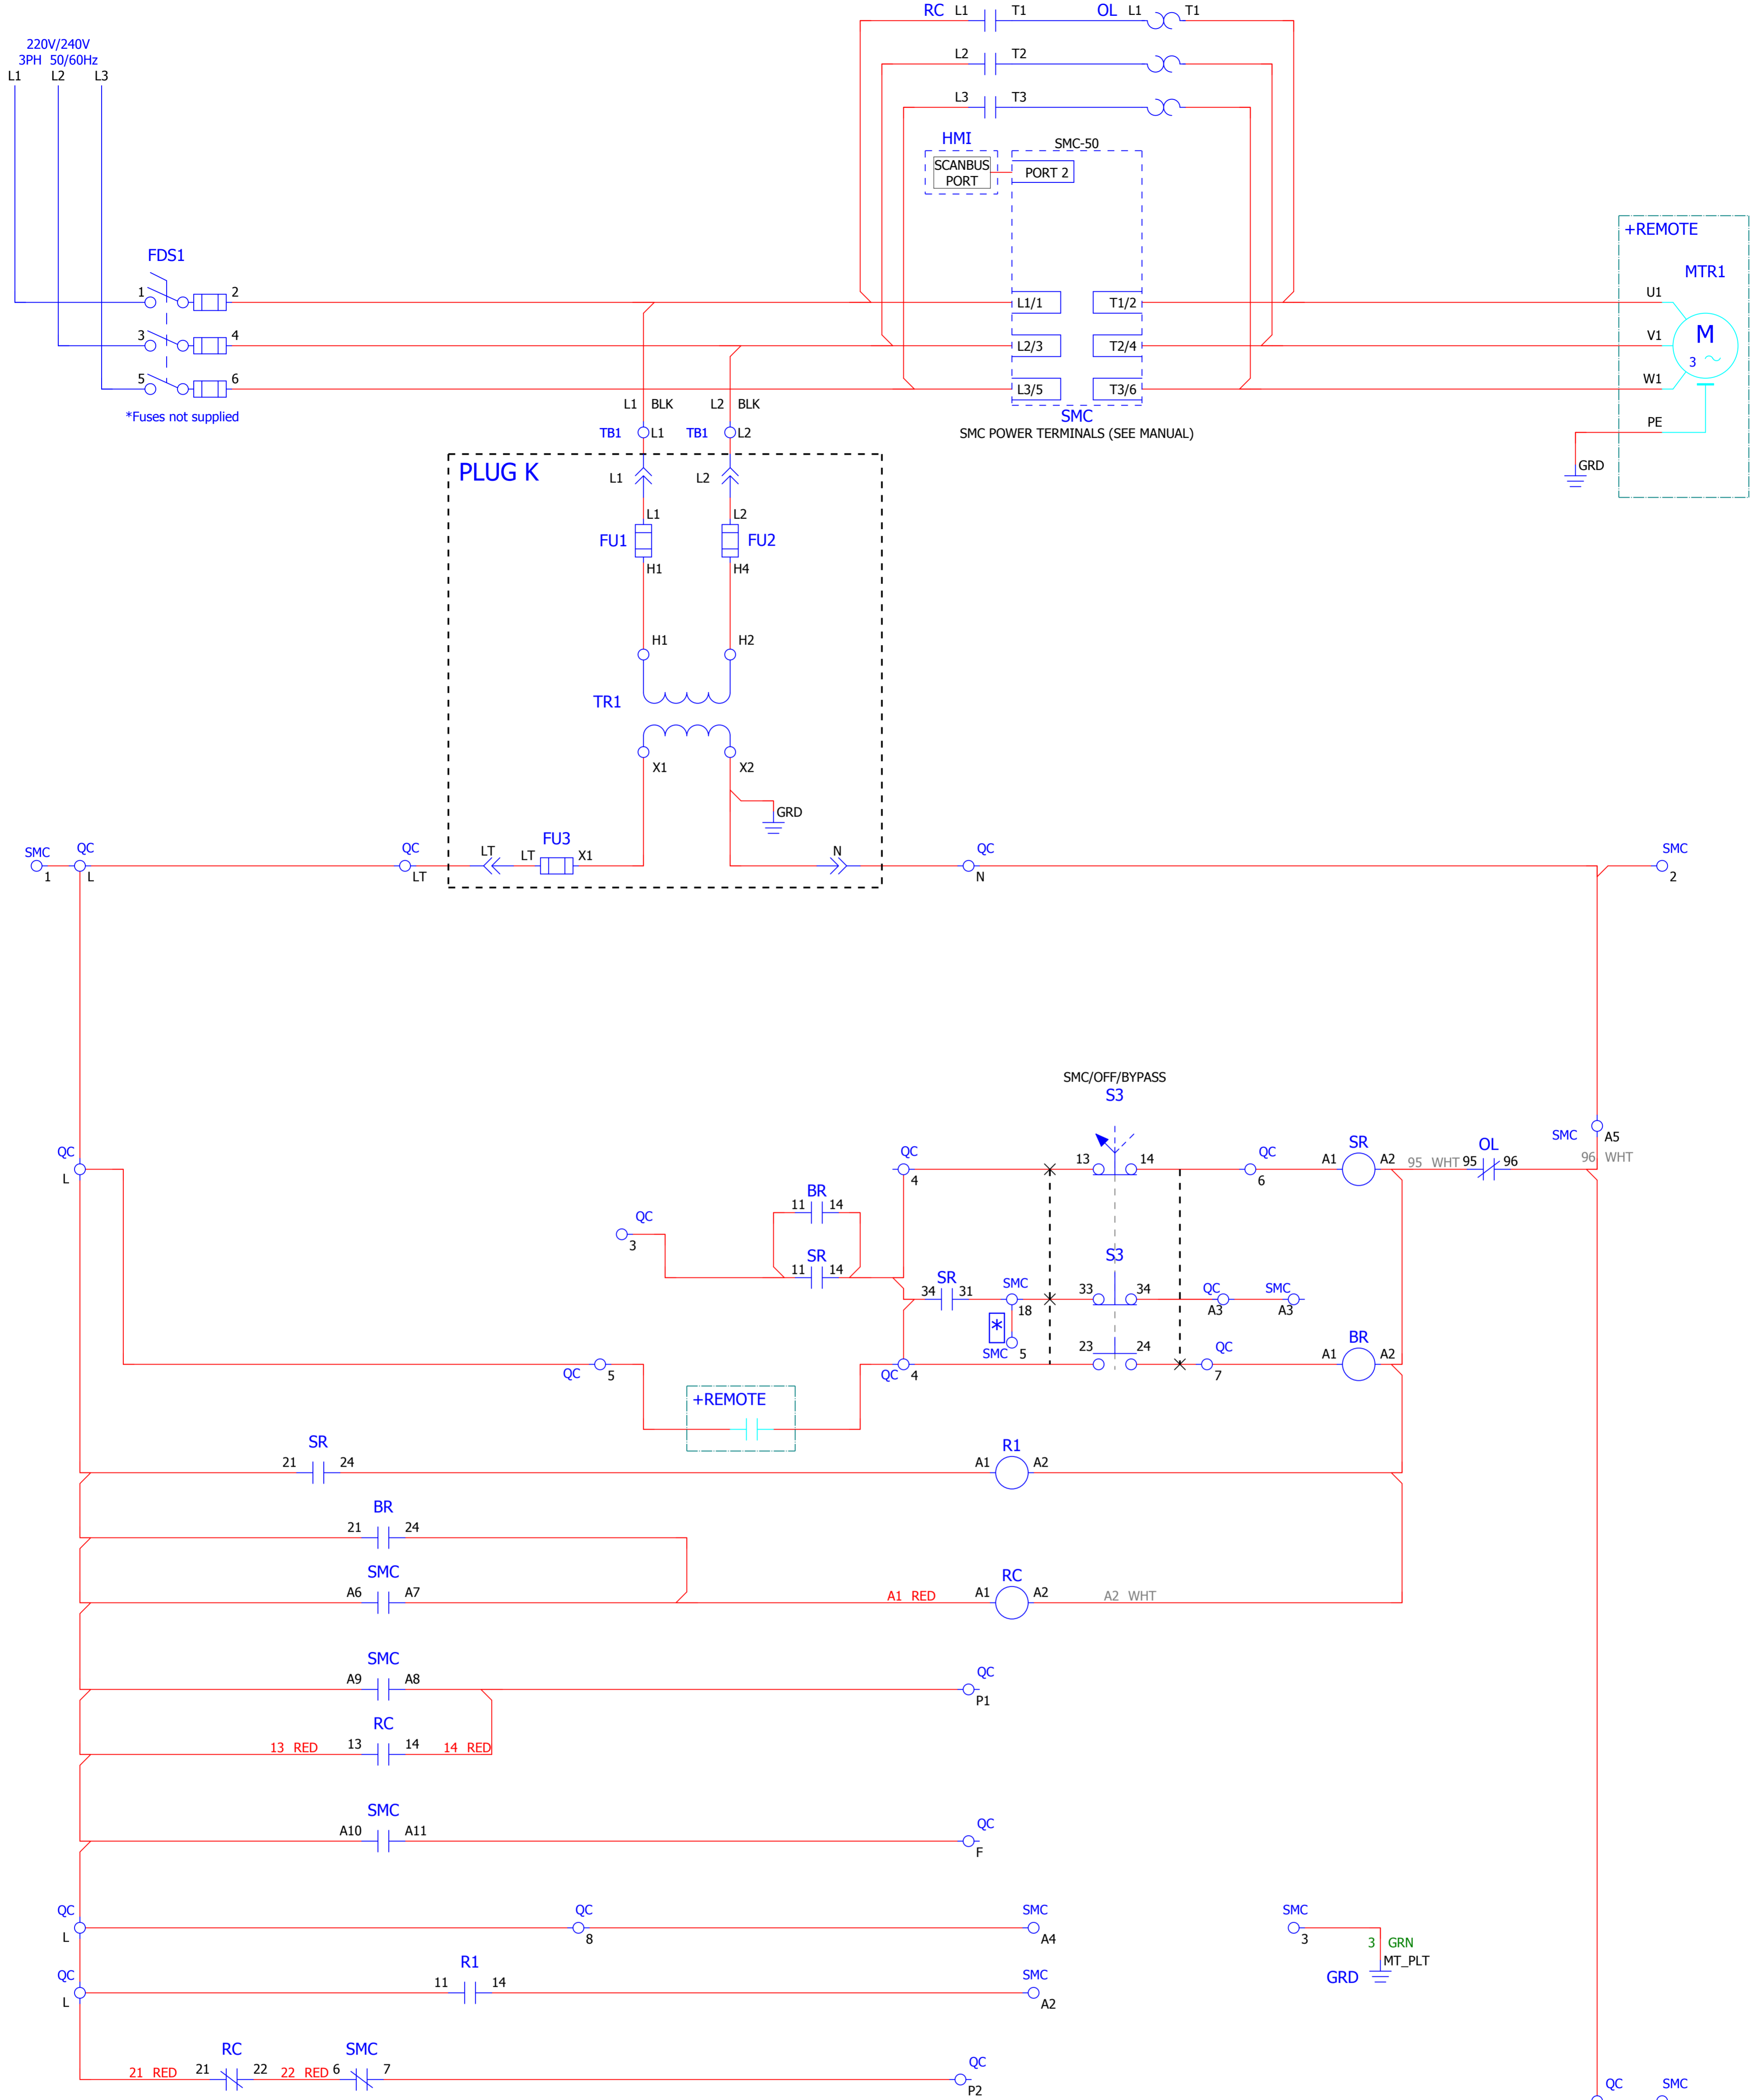 RC L1 T1 OL L1 T1
220V/240V
3PH 50/60Hz
L1 L2 L3
L2 T2
L3 T3
HMI
SMC-50
SCANBUS
PORT
PORT 2
+REMOTE
MTR1
FDS1
1 2
L1/1 T1/2
U1
3 4
L2/3 T2/4
V1
M
3
5 6
L3/5 T3/6
W1
*Fuses not supplied
L1 BLK L2 BLK
SMC
SMC POWER TERMINALS (SEE MANUAL)
PE
GRD
TB1 L1 TB1 L2
PLUG K
L1 L2
L1 L2
FU1 FU2
H1 H4
H1 H2
TR1
X1 X2
GRD
SMC QC QC FU3 QC SMC
LT LT X1 N
1 L LT N 2
SMC/OFF/BYPASS
S3
SMC A5
QC QC 13 14 QC SR OL
A1 A2 95 WHT 95 96 96 WHT
L 4 6
BR
11 14
QC
3
SR
11 14
S3
SR SMC
34 31 33 34 QC SMC
18 A3 A3
*
SMC 5
23 24 QC BR
A1 A2
QC 5 QC 4 7
+REMOTE
SR R1
21 24 A1 A2
BR
21 24
SMC RC
A6 A7 A1 RED A1 A2 A2 WHT
SMC
A9 A8 QC
P1
RC
13 RED 13 14 14 RED
SMC
A10 A11 QC
F
QC QC SMC SMC
L 8 A4 3
3 GRN
MT_PLT
GRD
QC R1 SMC
11 14
L A2
RC SMC
21 RED 21 22 22 RED 6 7 QC
P2
QC SMC